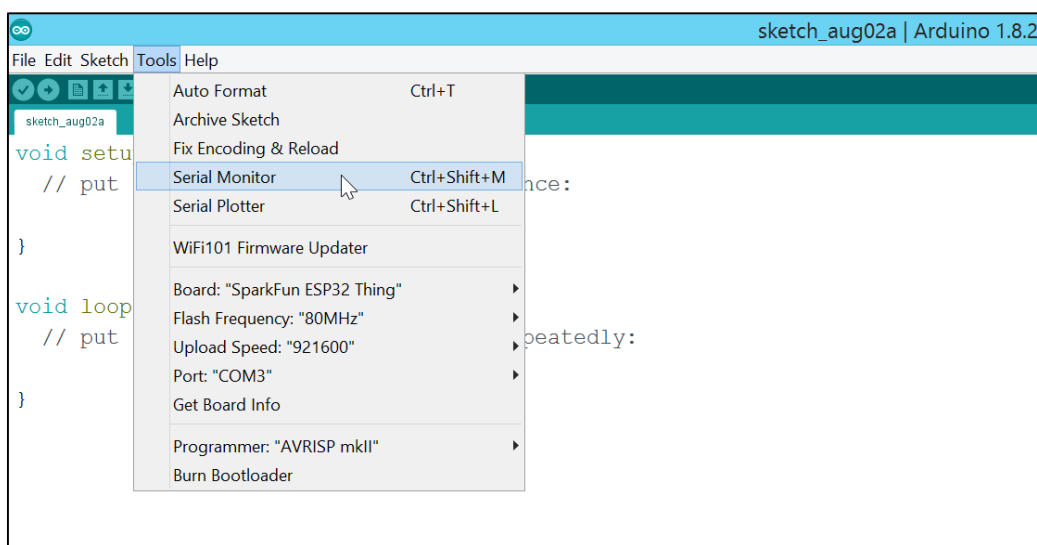 sketch_aug02a | Arduino 1.8.2
File Edit Sketch Tools Help
sketch_aug02a
Auto Format Ctrl+T
Archive Sketch
Fix Encoding & Reload
Serial Monitor Ctrl+Shift+M
Serial Plotter Ctrl+Shift+L
WiFi101 Firmware Updater
Board: "SparkFun ESP32 Thing"
Flash Frequency: "80MHz"
Upload Speed: "921600"
Port: "COM3"
Get Board Info
Programmer: "AVRISP mkII"
Burn Bootloader
void setu
// put nce:
}
void loop
// put peatedly:
}